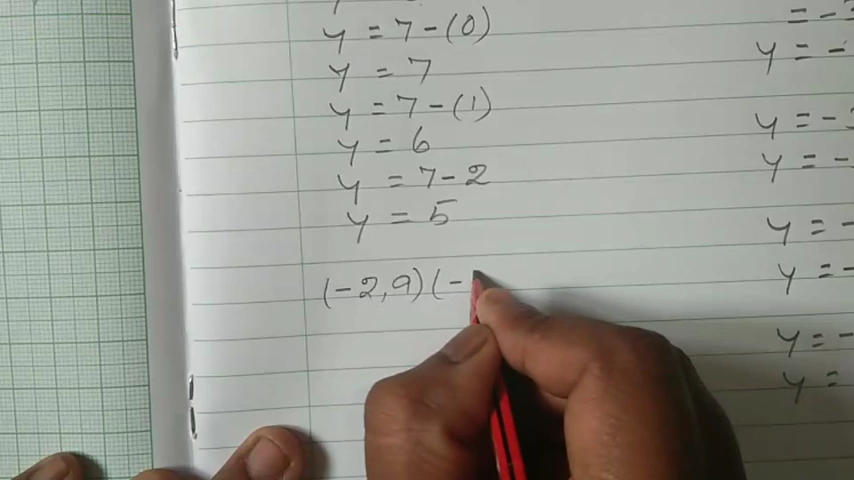 y = 7-(0)
y = 7
y = 7-(1)
y = 6
y = 7-2
y = 5
(-2,9)(-
= -
y = -
y = -
y = -
y = -
y = -
y = -
y =